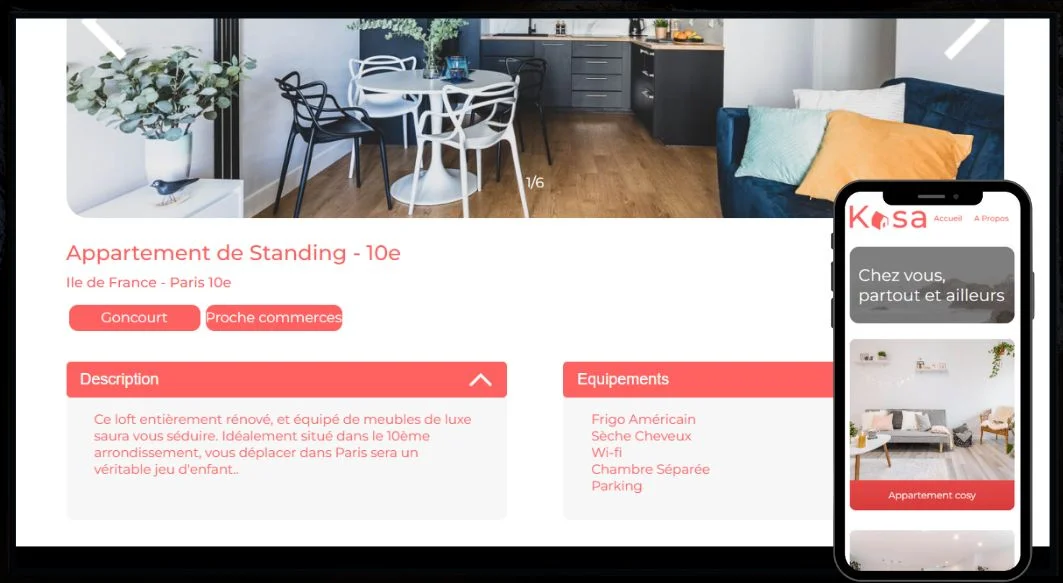 1/6
Appartement de Standing - 10e
Ile de France - Paris 10e
Goncourt
Proche commerces
Description
Ce loft entièrement rénové, et équipé de meubles de luxe
saura vous séduire. Idéalement situé dans le 10ème
arrondissement, vous déplacer dans Paris sera un
véritable jeu d'enfant..
Equipements
Frigo Américain
Sèche Cheveux
Wi-fi
Chambre Séparée
Parking
Kasa
Accueil
A Propos
Chez vous,
partout et ailleurs
Appartement cosy